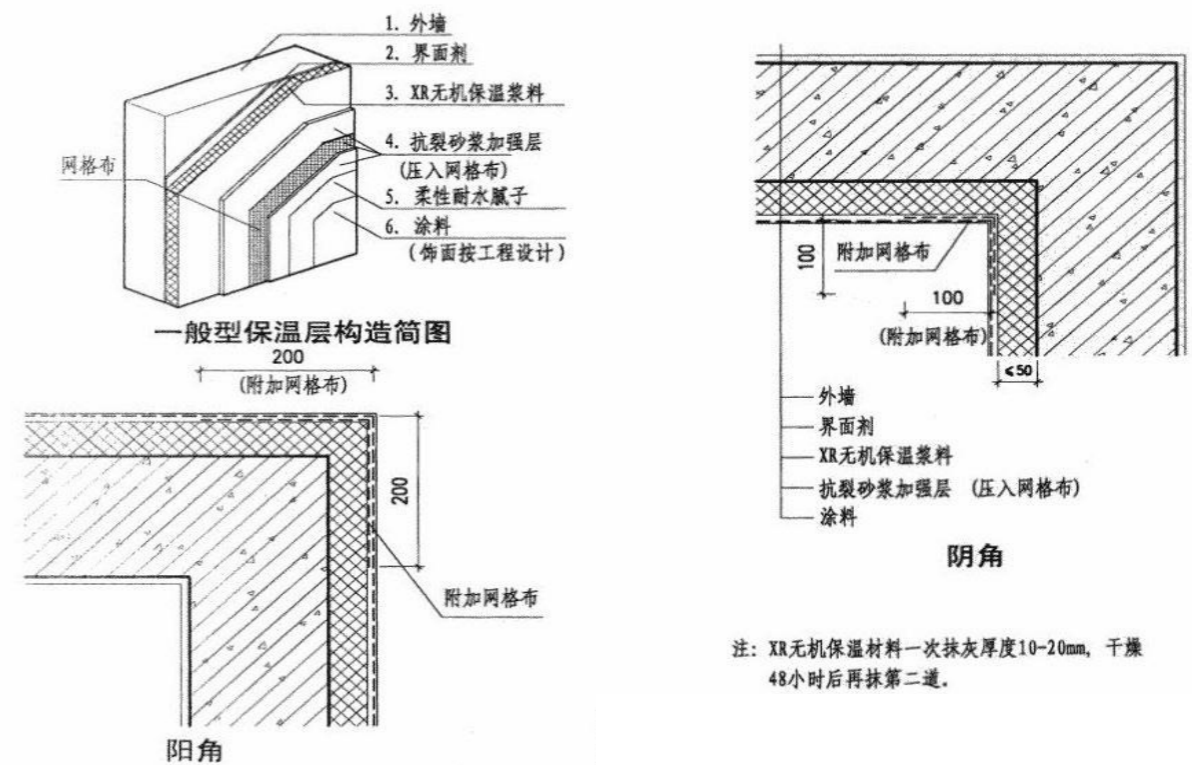 1. 外墙
2. 界面剂
3. XR无机保温浆料
4. 抗裂砂浆加强层
(压入网格布)
5. 柔性耐水腻子
6. 涂料
(饰面按工程设计)
网格布
一般型保温层构造简图
200
(附加网格布)
200
附加网格布
阳角
100
附加网格布
100
(附加网格布)
≤50
外墙
界面剂
XR无机保温浆料
抗裂砂浆加强层 (压入网格布)
涂料
阴角
注: XR无机保温材料一次抹灰厚度10-20mm, 干燥
48小时后再抹第二道.